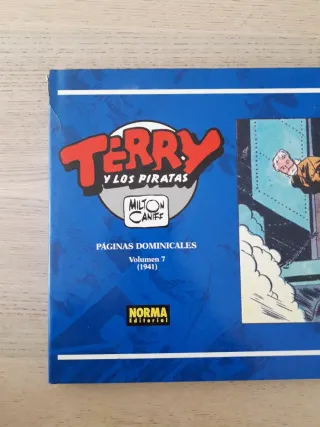 TERRY
Y LOS PIRATAS
MILTON
CANIFF
PÁGINAS DOMINICALES
Volumen 7
(1941)
NORMA
Editorial